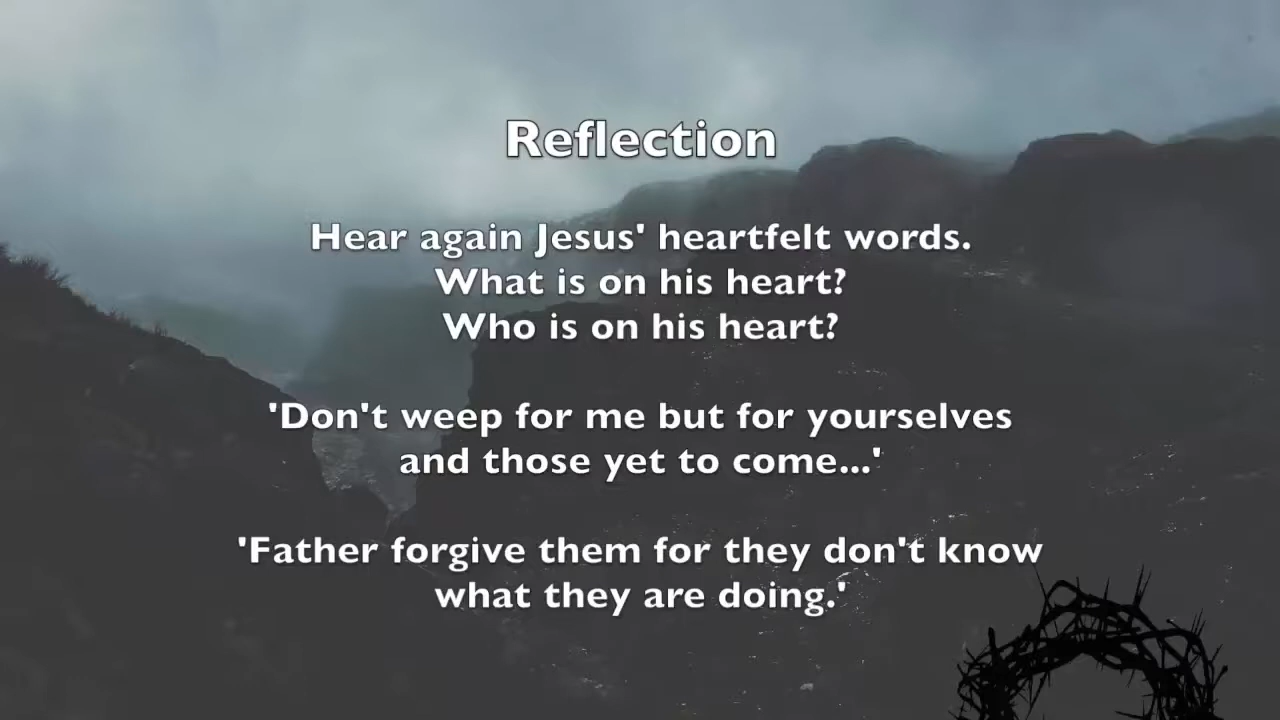 Reflection
Hear again Jesus' heartfelt words.
What is on his heart?
Who is on his heart?
'Don't weep for me but for yourselves
and those yet to come...'
'Father forgive them for they don't know
what they are doing.'